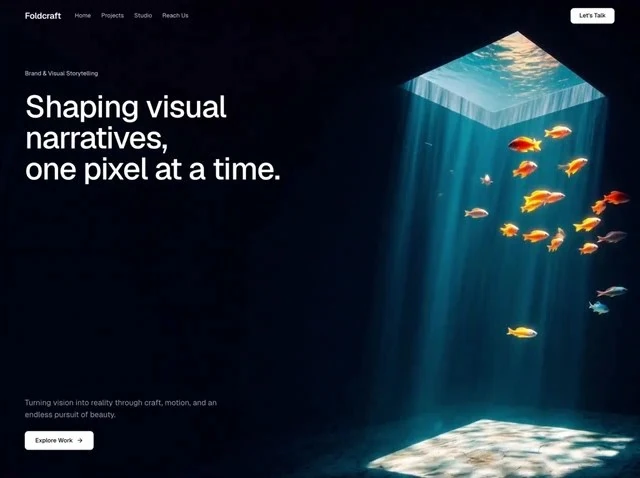 Foldcraft
Home
Projects
Studio
Reach Us
Let's Talk
Brand & Visual Storytelling
Shaping visual
narratives,
one pixel at a time.
Turning vision into reality through craft, motion, and an
endless pursuit of beauty.
Explore Work →